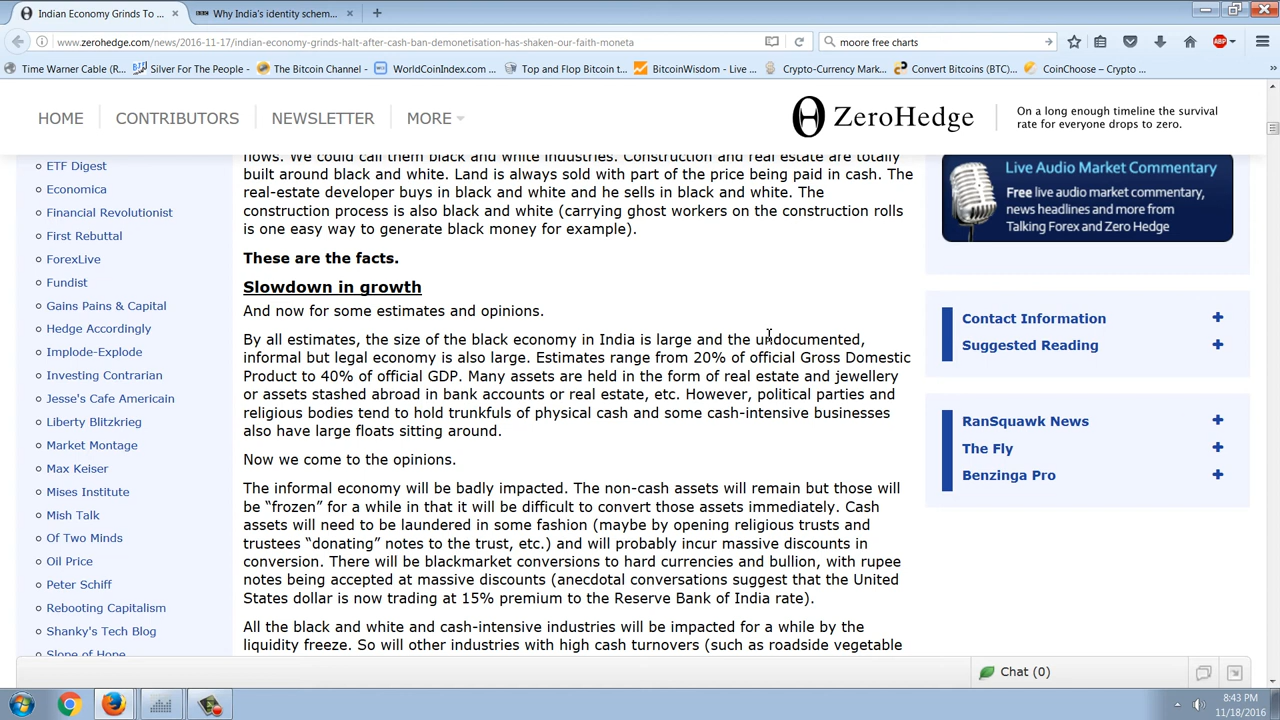 Indian Economy Grinds To ...
Why India's identity schem...
www.zerohedge.com/news/2016-11-17/indian-economy-grinds-halt-after-cash-ban-demonetisation-has-shaken-our-faith-moneta
moore free charts
ABP
Time Warner Cable (R...
Silver For The People - ...
The Bitcoin Channel - ...
WorldCoinIndex.com ...
Top and Flop Bitcoin t...
BitcoinWisdom - Live ...
Crypto-Currency Mark...
Convert Bitcoins (BTC)...
CoinChoose – Crypto ...
HOME
CONTRIBUTORS
NEWSLETTER
MORE
ZeroHedge
On a long enough timeline the survival
rate for everyone drops to zero.
ETF Digest
Economica
Financial Revolutionist
First Rebuttal
ForexLive
Fundist
Gains Pains & Capital
Hedge Accordingly
Implode-Explode
Investing Contrarian
Jesse's Cafe Americain
Liberty Blitzkrieg
Market Montage
Max Keiser
Mises Institute
Mish Talk
Of Two Minds
Oil Price
Peter Schiff
Rebooting Capitalism
Shanky's Tech Blog
Slope of Hope
flows. We could call them black and white industries. Construction and real estate are totally
built around black and white. Land is always sold with part of the price being paid in cash. The
real-estate developer buys in black and white and he sells in black and white. The
construction process is also black and white (carrying ghost workers on the construction rolls
is one easy way to generate black money for example).
These are the facts.
Slowdown in growth
And now for some estimates and opinions.
By all estimates, the size of the black economy in India is large and the undocumented,
informal but legal economy is also large. Estimates range from 20% of official Gross Domestic
Product to 40% of official GDP. Many assets are held in the form of real estate and jewellery
or assets stashed abroad in bank accounts or real estate, etc. However, political parties and
religious bodies tend to hold trunkfuls of physical cash and some cash-intensive businesses
also have large floats sitting around.
Now we come to the opinions.
The informal economy will be badly impacted. The non-cash assets will remain but those will
be “frozen” for a while in that it will be difficult to convert those assets immediately. Cash
assets will need to be laundered in some fashion (maybe by opening religious trusts and
trustees “donating” notes to the trust, etc.) and will probably incur massive discounts in
conversion. There will be blackmarket conversions to hard currencies and bullion, with rupee
notes being accepted at massive discounts (anecdotal conversations suggest that the United
States dollar is now trading at 15% premium to the Reserve Bank of India rate).
All the black and white and cash-intensive industries will be impacted for a while by the
liquidity freeze. So will other industries with high cash turnovers (such as roadside vegetable
Live Audio Market Commentary
Free live audio market commentary,
news headlines and more from
Talking Forex and Zero Hedge
Contact Information
Suggested Reading
RanSquawk News
The Fly
Benzinga Pro
Chat (0)
8:43 PM
11/18/2016